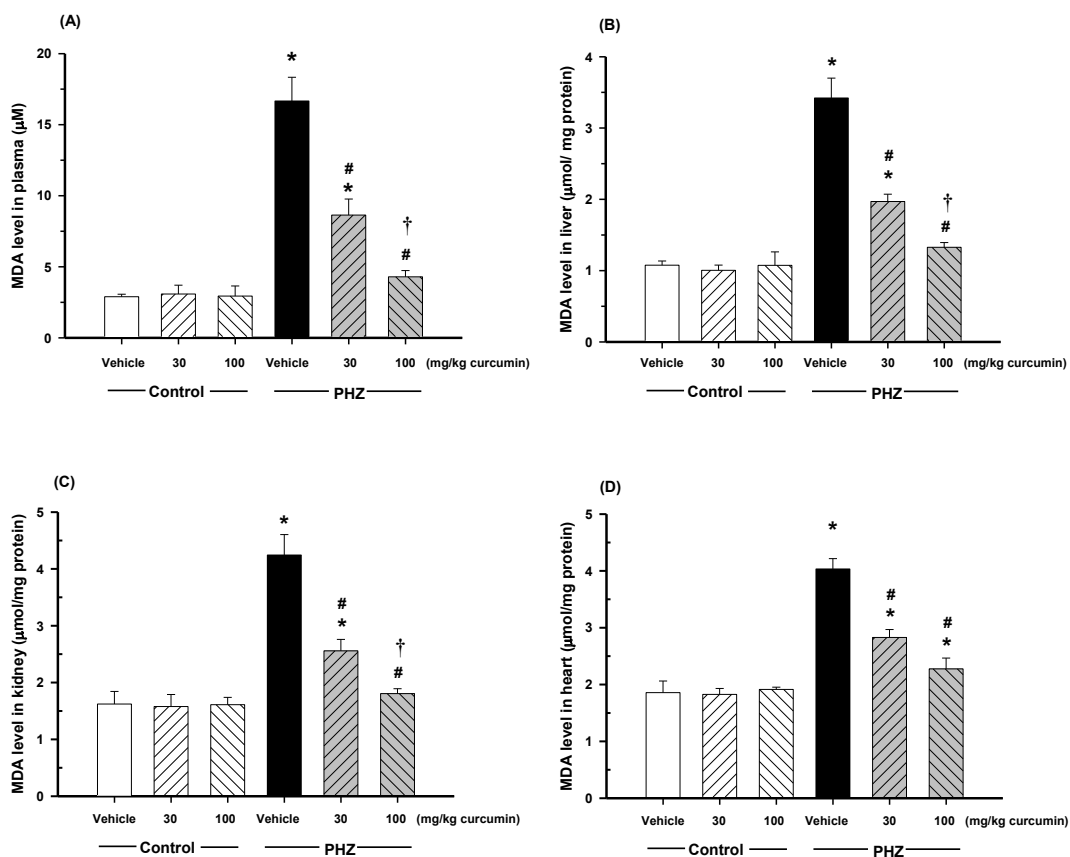 (A)
MDA level in plasma (μM)
20
15
10
5
0
*
#
*
†
#
Vehicle 30 100 Vehicle 30 100 (mg/kg curcumin)
Control PHZ
(B)
MDA level in liver (μmol/ mg protein)
4
3
2
1
0
*
#
*
†
#
Vehicle 30 100 Vehicle 30 100 (mg/kg curcumin)
Control PHZ
(C)
MDA level in kidney (μmol/mg protein)
5
4
3
2
1
0
*
#
*
†
#
Vehicle 30 100 Vehicle 30 100 (mg/kg curcumin)
Control PHZ
(D)
MDA level in heart (μmol/mg protein)
5
4
3
2
1
0
*
#
*
#
*
Vehicle 30 100 Vehicle 30 100 (mg/kg curcumin)
Control PHZ